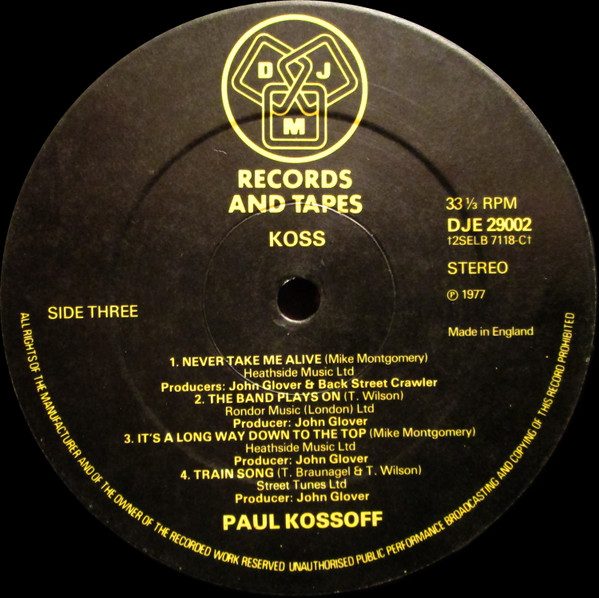 D J
M
RECORDS
AND TAPES
KOSS
33 ⅓ RPM
DJE 29002
†2SELB 7118-C†
STEREO
℗ 1977
SIDE THREE
Made in England
1. NEVER TAKE ME ALIVE (Mike Montgomery)
Heathside Music Ltd
Producers: John Glover & Back Street Crawler
2. THE BAND PLAYS ON (T. Wilson)
Rondor Music (London) Ltd
Producer: John Glover
3. IT'S A LONG WAY DOWN TO THE TOP (Mike Montgomery)
Heathside Music Ltd
Producer: John Glover
4. TRAIN SONG (T. Braunagel & T. Wilson)
Street Tunes Ltd
Producer: John Glover
PAUL KOSSOFF
ALL RIGHTS OF THE MANUFACTURER AND OF THE OWNER OF THE RECORDED WORK RESERVED UNAUTHORISED PUBLIC PERFORMANCE BROADCASTING AND COPYING OF THIS RECORD PROHIBITED